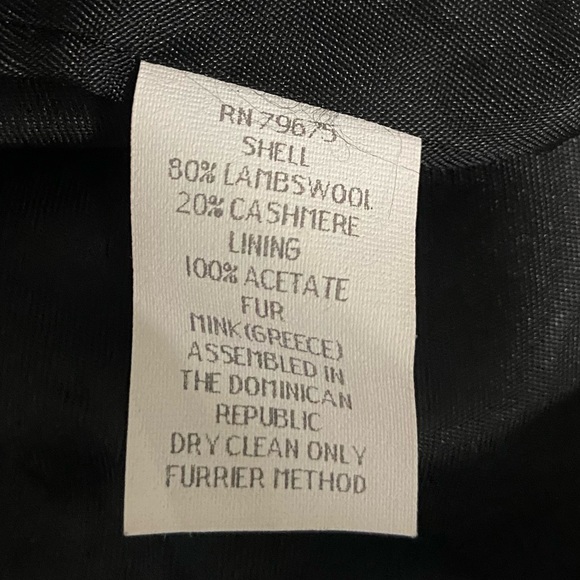 RN 79675
SHELL
80% LAMBSWOOL
20% CASHMERE
LINING
100% ACETATE
FUR
MINK(GREECE)
ASSEMBLED IN
THE DOMINICAN
REPUBLIC
DRY CLEAN ONLY
FURRIER METHOD